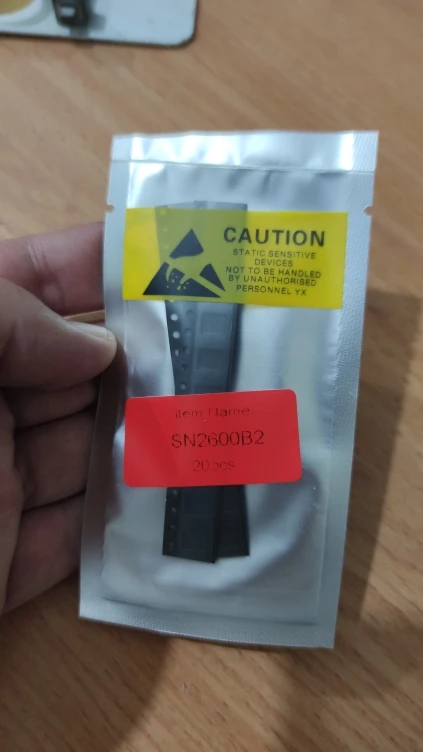 CAUTION
STATIC SENSITIVE
DEVICES
NOT TO BE HANDLED
BY UNAUTHORISED
PERSONNEL YX
Item Name
SN2600B2
20pcs